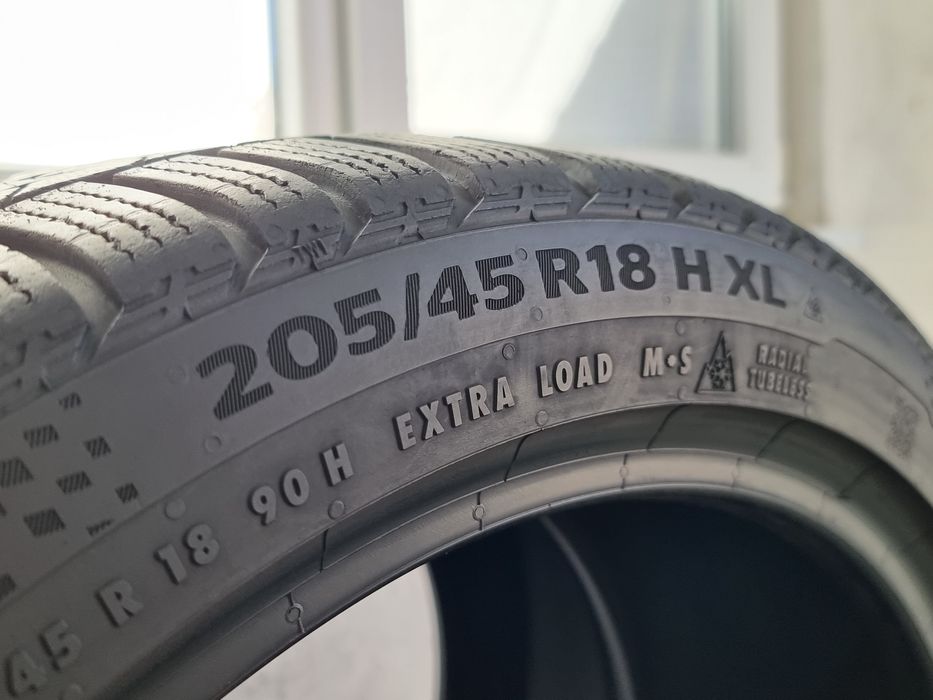 205/45 R18 H XL
45 R 18 90 H EXTRA LOAD M•S RADIAL
TUBELESS